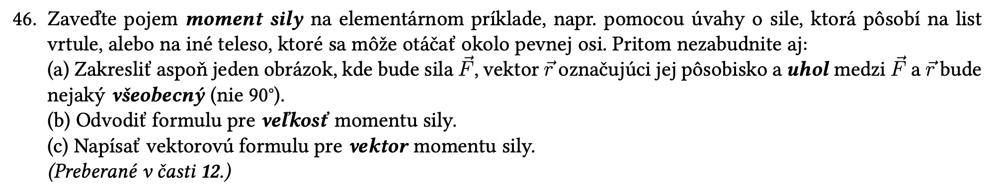 46. Zaveďte pojem moment sily na elementárnom príklade, napr. pomocou úvahy o sile, ktorá pôsobí na list
vrtule, alebo na iné teleso, ktoré sa môže otáčať okolo pevnej osi. Pritom nezabudnite aj:
(a) Zakresliť aspoň jeden obrázok, kde bude sila \vec{F}, vektor \vec{r} označujúci jej pôsobisko a uhol medzi \vec{F} a \vec{r} bude
nejaký všeobecný (nie 90°).
(b) Odvodiť formulu pre veľkosť momentu sily.
(c) Napísať vektorovú formulu pre vektor momentu sily.
(Preberané v časti 12.)